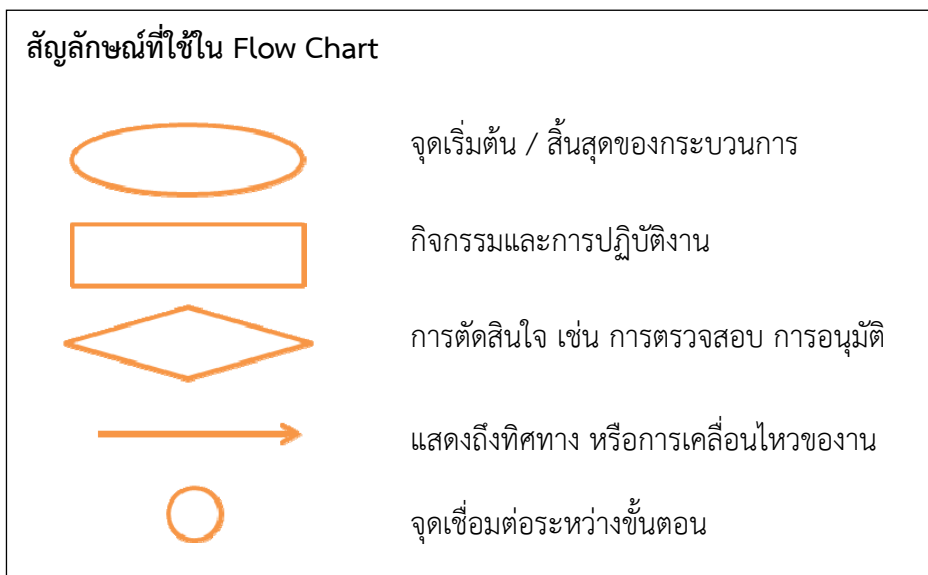 สัญลักษณ์ที่ใช้ใน Flow Chart
จุดเริ่มต้น / สิ้นสุดของกระบวนการ
กิจกรรมและการปฏิบัติงาน
การตัดสินใจ เช่น การตรวจสอบ การอนุมัติ
แสดงถึงทิศทาง หรือการเคลื่อนไหวของงาน
จุดเชื่อมต่อระหว่างขั้นตอน